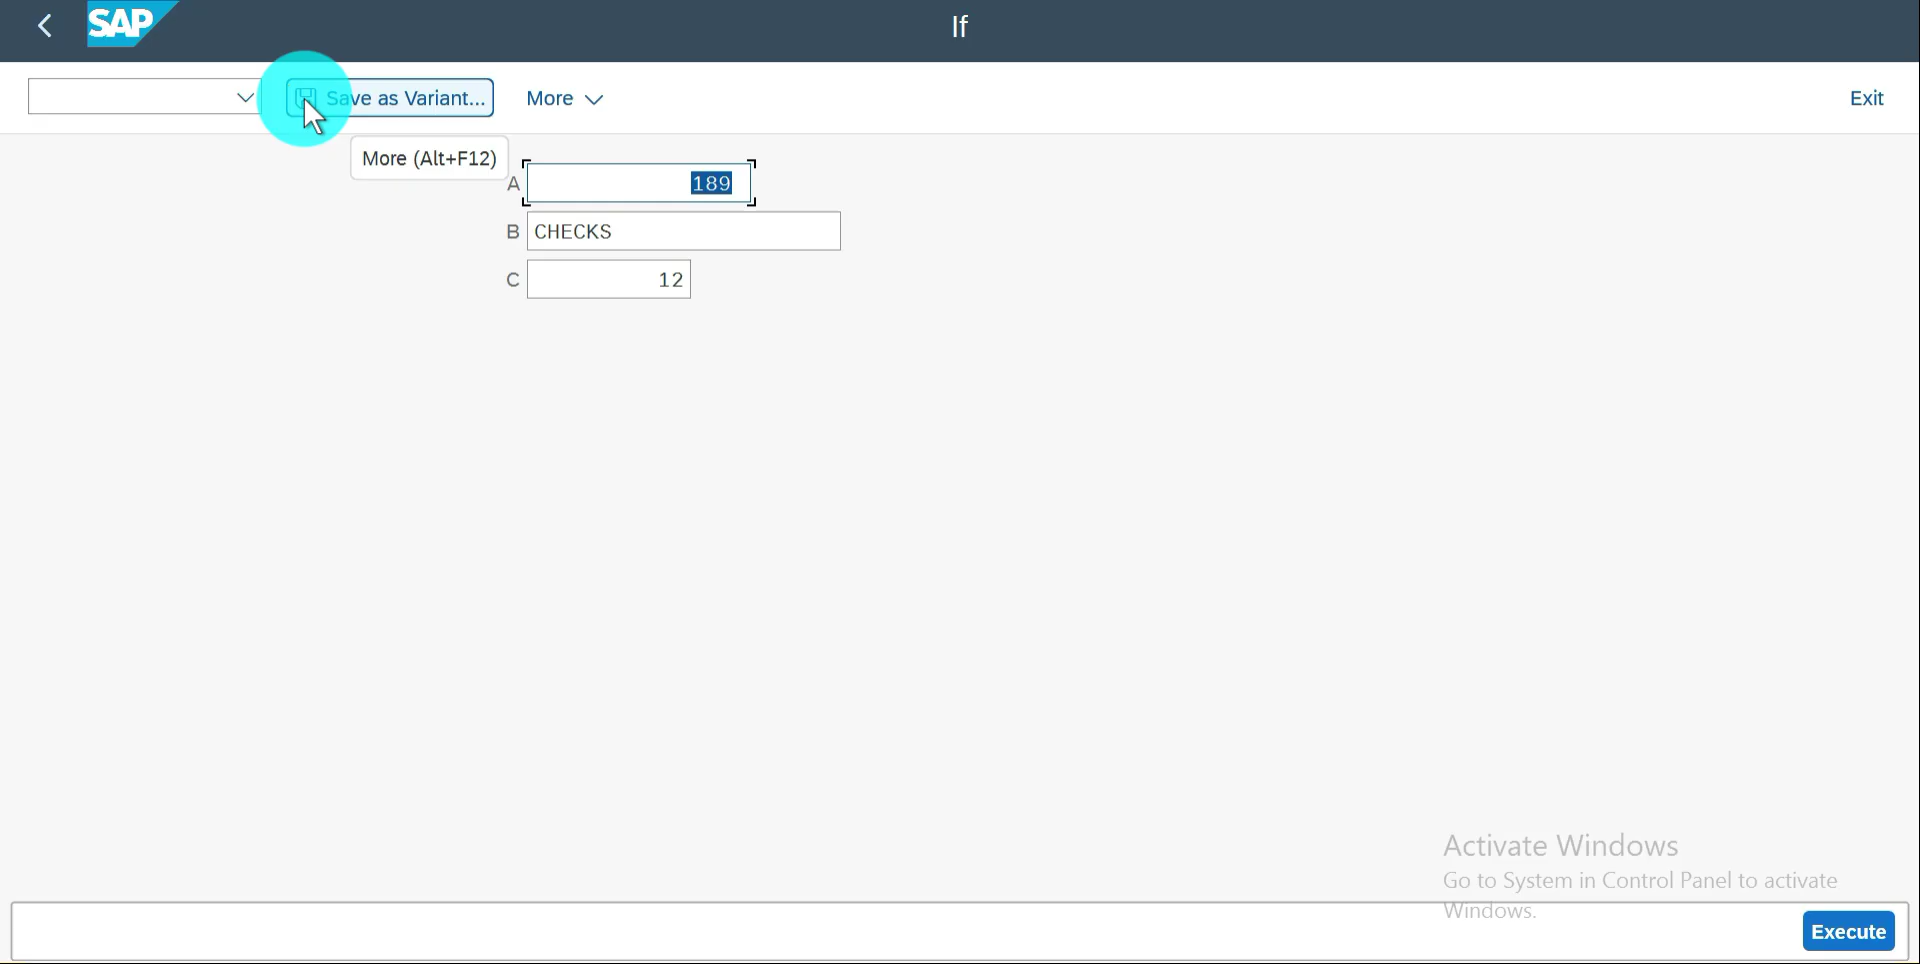 SAP
If
Save as Variant...
More
Exit
More (Alt+F12)
A 189
B CHECKS
C 12
Activate Windows
Go to System in Control Panel to activate
Windows.
Execute